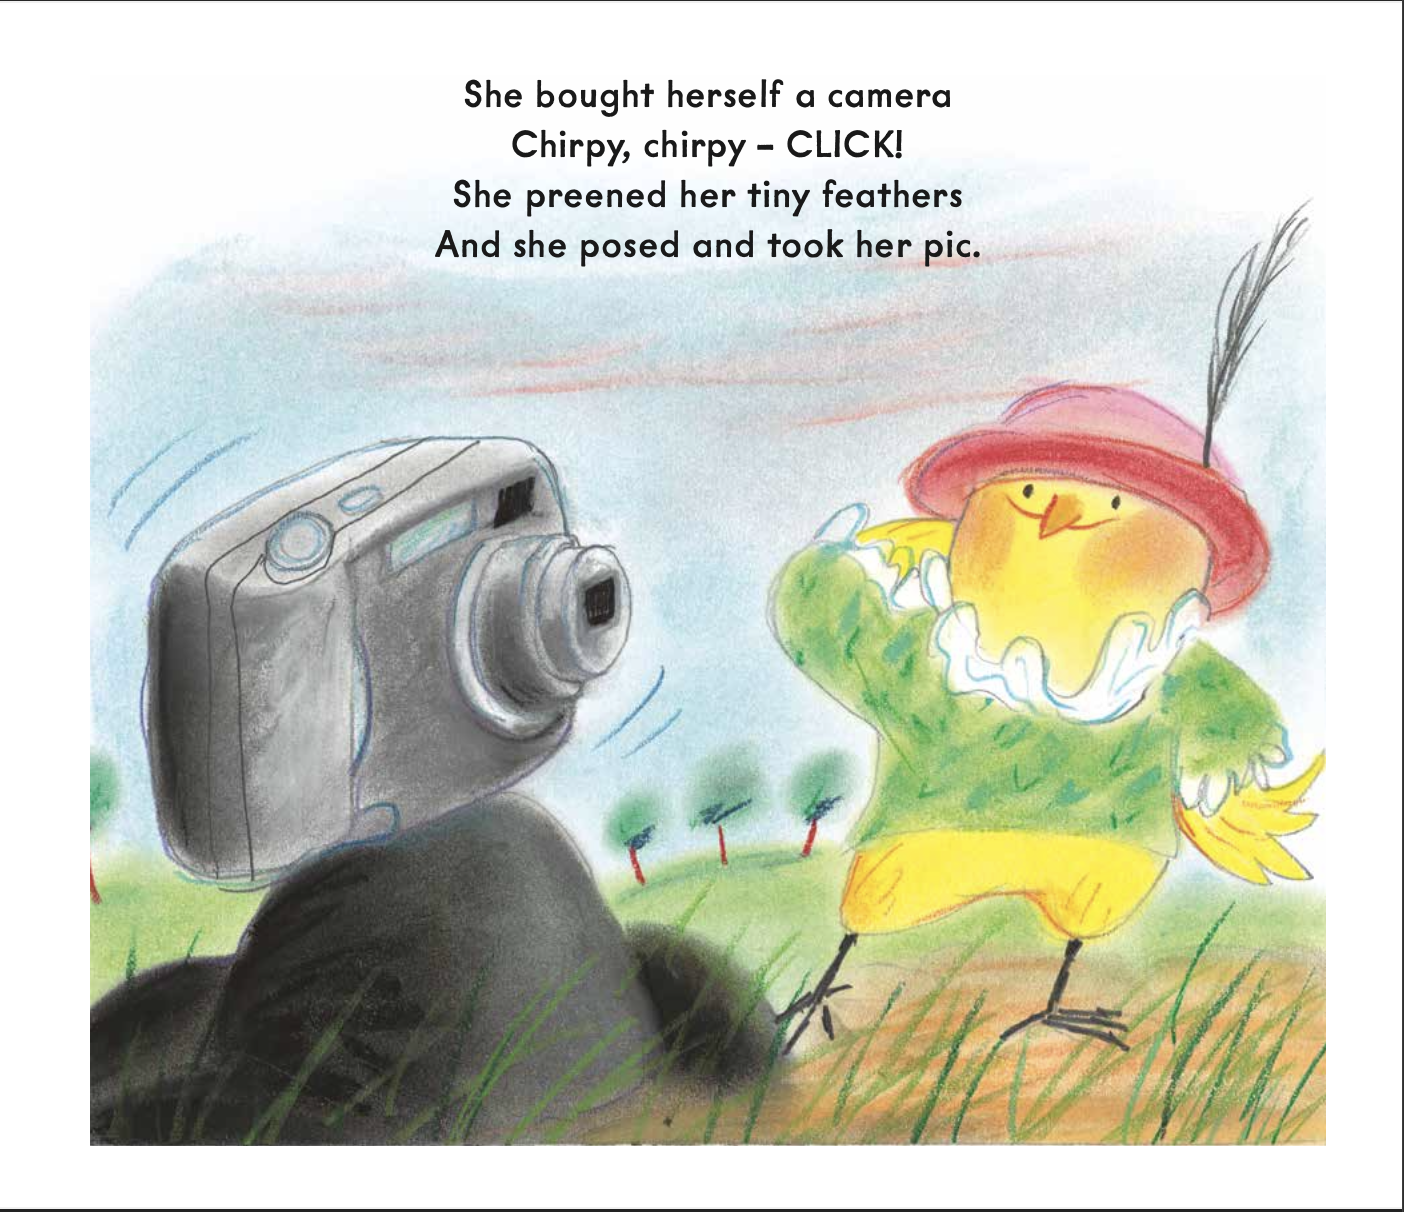 She bought herself a camera
Chirpy, chirpy – CLICK!
She preened her tiny feathers
And she posed and took her pic.